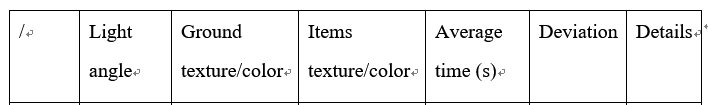 /
Light
angle
Ground
texture/color
Items
texture/color
Average
time (s)
Deviation
Details